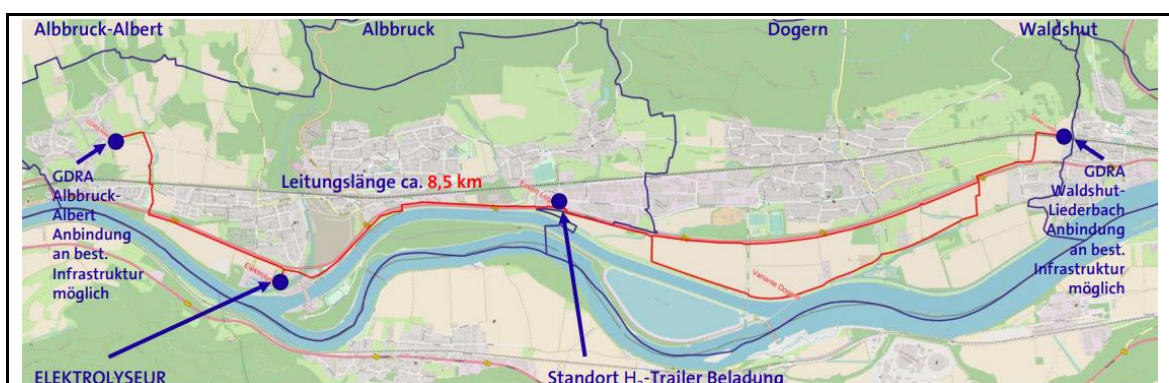 Albbruck-Albert
Albbruck
Dogern
Waldshut
GDRA
Albbruck-
Albert
Anbindung
an best.
Infrastruktur
möglich
Leitungslänge ca. 8,5 km
GDRA
Waldshut-
Liederbach
Anbindung
an best.
Infrastruktur
möglich
Variante Dogern
ELEKTROLYSEUR
Standort H₂-Trailer Beladung